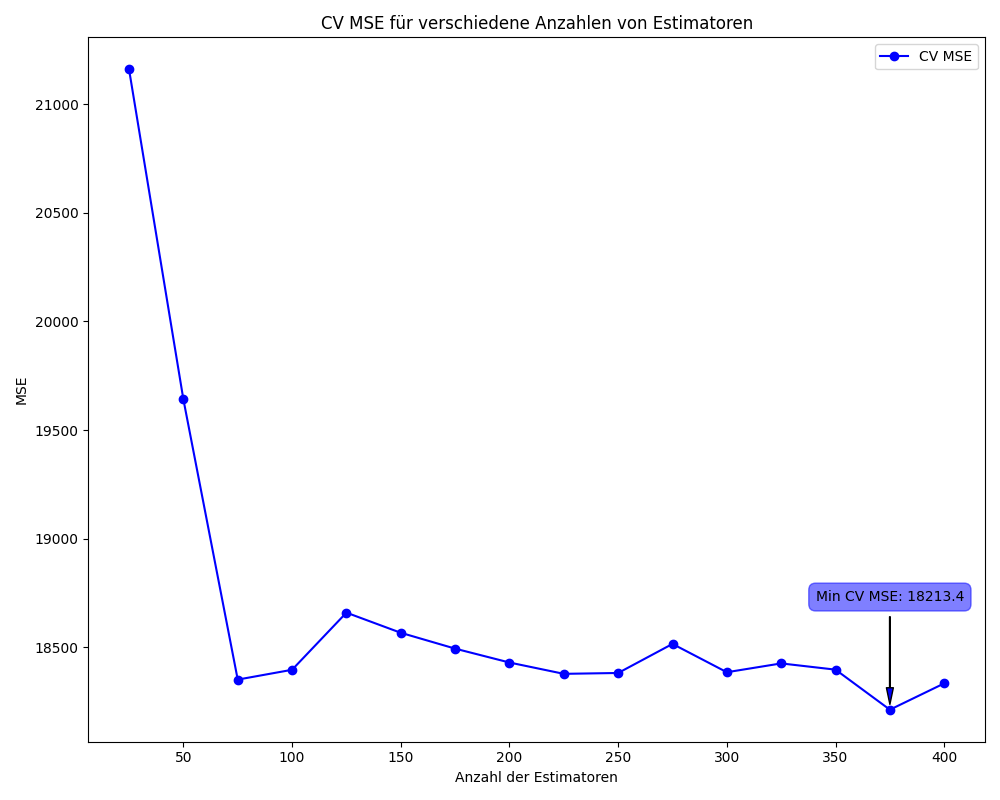 CV MSE für verschiedene Anzahlen von Estimatoren
CV MSE
MSE
21000
20500
20000
19500
19000
18500
Min CV MSE: 18213.4
50 100 150 200 250 300 350 400
Anzahl der Estimatoren